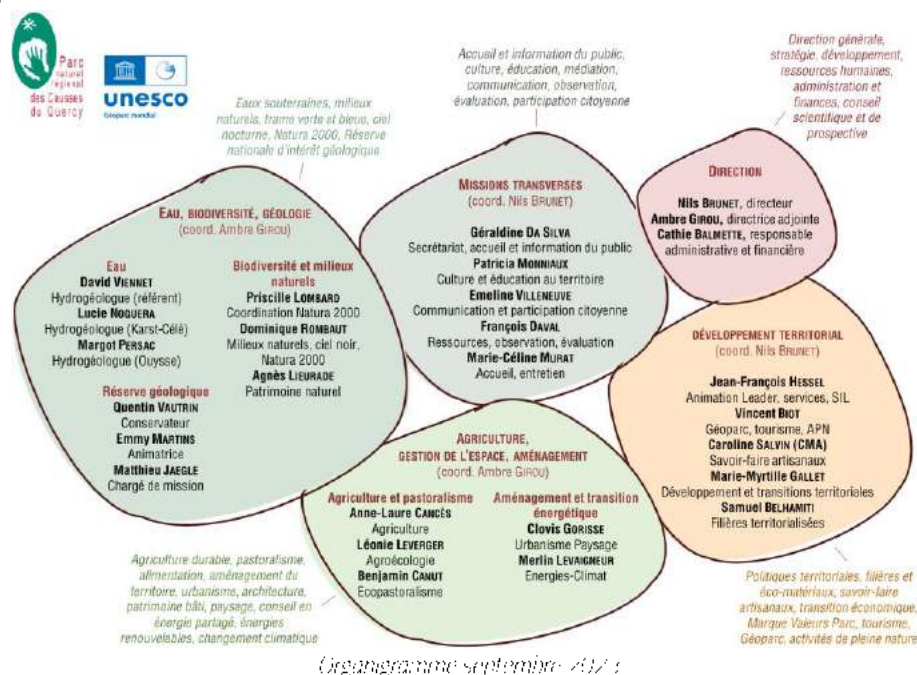 Parc
naturel
régional
des Causses
du Quercy
unesco
Géoparc mondial
Eaux souterraines, milieux
naturels, trame verte et bleue, ciel
nocturne, Natura 2000, Réserve
nationale d'intérêt géologique
Accueil et information du public,
culture, éducation, médiation,
communication, observation,
évaluation, participation citoyenne
Direction générale,
stratégie, développement,
ressources humaines,
administration et
finances, conseil
scientifique et de
prospective
EAU, BIODIVERSITÉ, GÉOLOGIE
(coord. Ambre GIROU)
Eau
David VIENNET
Hydrogéologue (référent)
Lucie NOGUERA
Hydrogéologue (Karst-Célé)
Margot PERSAC
Hydrogéologue (Ouysse)
Réserve géologique
Quentin VAUTRIN
Conservateur
Emmy MARTINS
Animatrice
Matthieu JAEGLE
Chargé de mission
Biodiversité et milieux
naturels
Priscille LOMBARD
Coordination Natura 2000
Dominique ROMBAUT
Milieux naturels, ciel noir,
Natura 2000
Agnès LIEURADE
Patrimoine naturel
MISSIONS TRANSVERSES
(coord. Nils BRUNET)
Géraldine DA SILVA
Secrétariat, accueil et information du public
Patricia MONNIAUX
Culture et éducation au territoire
Emeline VILLENEUVE
Communication et participation citoyenne
François DAVAL
Ressources, observation, évaluation
Marie-Céline MURAT
Accueil, entretien
DIRECTION
Nils BRUNET, directeur
Ambre GIROU, directrice adjointe
Cathie BALMETTE, responsable
administrative et financière
DÉVELOPPEMENT TERRITORIAL
(coord. Nils BRUNET)
Jean-François HESSEL
Animation Leader, services, SIL
Vincent BIOT
Géoparc, tourisme, APN
Caroline SALVIN (CMA)
Savoir-faire artisanaux
Marie-Myrtille GALLET
Développement et transitions territoriales
Samuel BELHAMITI
Filières territorialisées
AGRICULTURE,
GESTION DE L'ESPACE, AMÉNAGEMENT
(coord. Ambre GIROU)
Agriculture et pastoralisme
Anne-Laure CANCÈS
Agriculture
Léonie LEVERGER
Agroécologie
Benjamin CANUT
Ecopastoralisme
Aménagement et transition
énergétique
Clovis GORISSE
Urbanisme Paysage
Merlin LEVAIGNEUR
Energies-Climat
Agriculture durable, pastoralisme,
alimentation, aménagement du
territoire, urbanisme, architecture,
patrimoine bâti, paysage, conseil en
énergie partagé, énergies
renouvelables, changement climatique
Politiques territoriales, filières et
éco-matériaux, savoir-faire
artisanaux, transition économique,
Marque Valeurs Parc, tourisme,
Géoparc, activités de pleine nature
Organigramme septembre